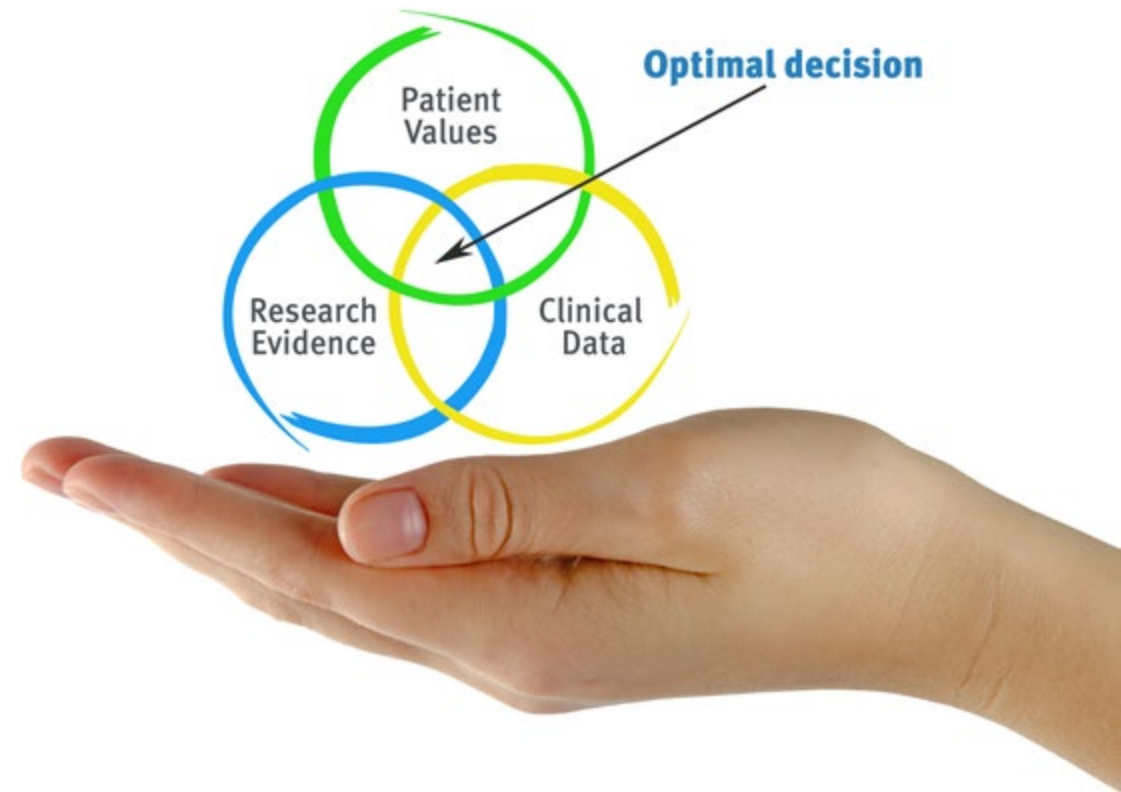 Optimal decision
Patient
Values
Research
Evidence
Clinical
Data